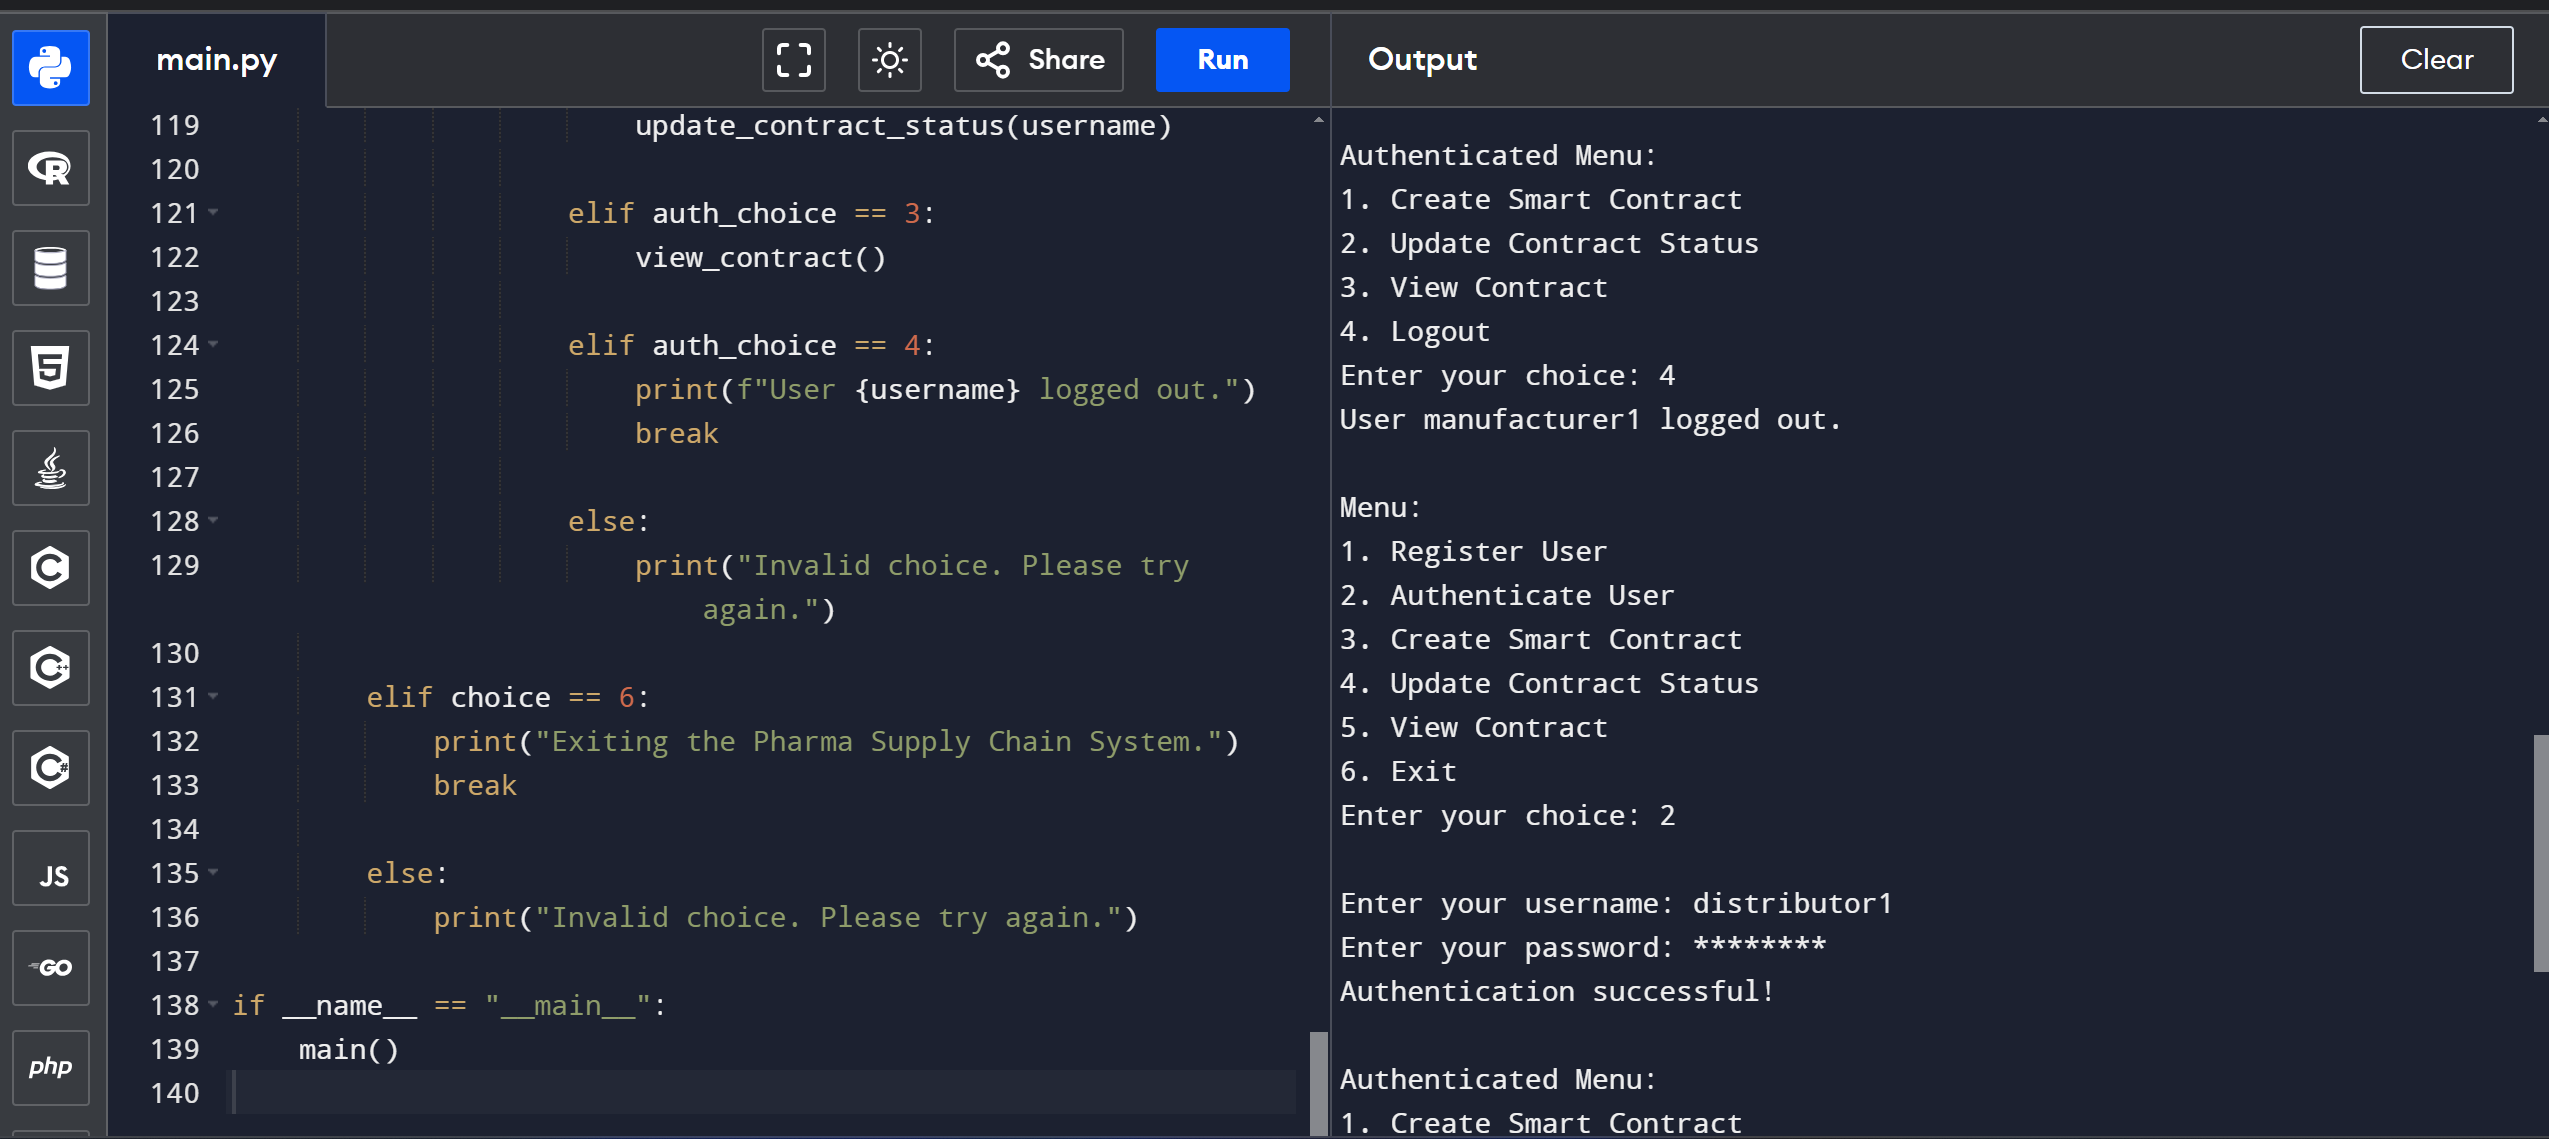 main.py
Share
Run
Output
Clear
R
5
C
C++
C#
JS
GO
php
119 update_contract_status(username)
120
121 elif auth_choice == 3:
122 view_contract()
123
124 elif auth_choice == 4:
125 print(f"User {username} logged out.")
126 break
127
128 else:
129 print("Invalid choice. Please try
again.")
130
131 elif choice == 6:
132 print("Exiting the Pharma Supply Chain System.")
133 break
134
135 else:
136 print("Invalid choice. Please try again.")
137
138 if __name__ == "__main__":
139 main()
140
Authenticated Menu:
1. Create Smart Contract
2. Update Contract Status
3. View Contract
4. Logout
Enter your choice: 4
User manufacturer1 logged out.
Menu:
1. Register User
2. Authenticate User
3. Create Smart Contract
4. Update Contract Status
5. View Contract
6. Exit
Enter your choice: 2
Enter your username: distributor1
Enter your password: ********
Authentication successful!
Authenticated Menu:
1. Create Smart Contract